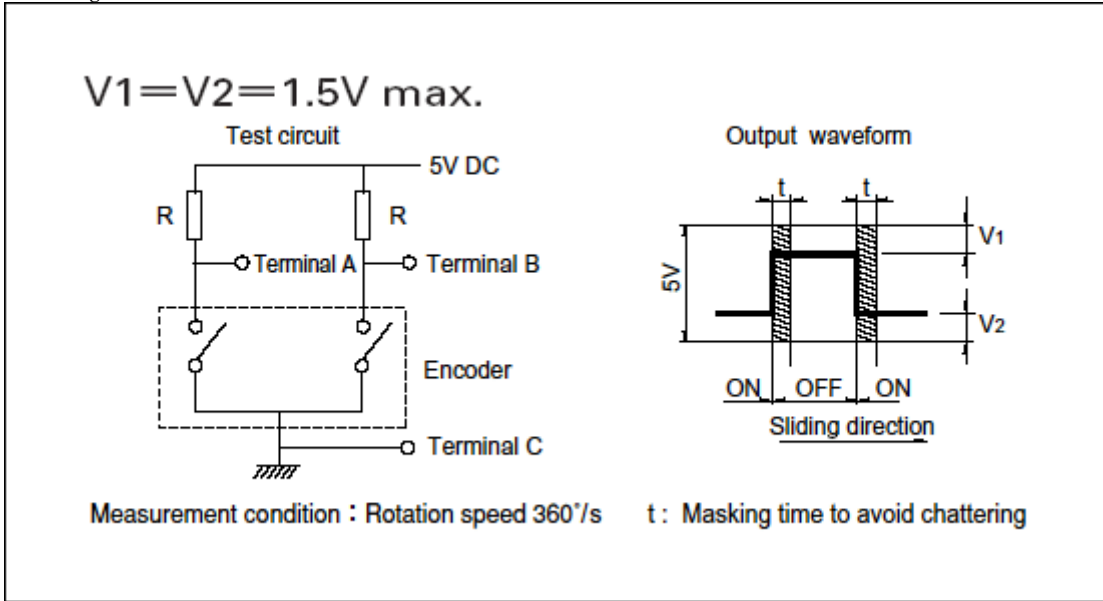 V1=V2=1.5V max.
Test circuit
5V DC
R
R
Terminal A
Terminal B
Encoder
Terminal C
Output waveform
t
t
V1
5V
V2
ON
OFF
ON
Sliding direction
Measurement condition : Rotation speed 360°/s
t : Masking time to avoid chattering